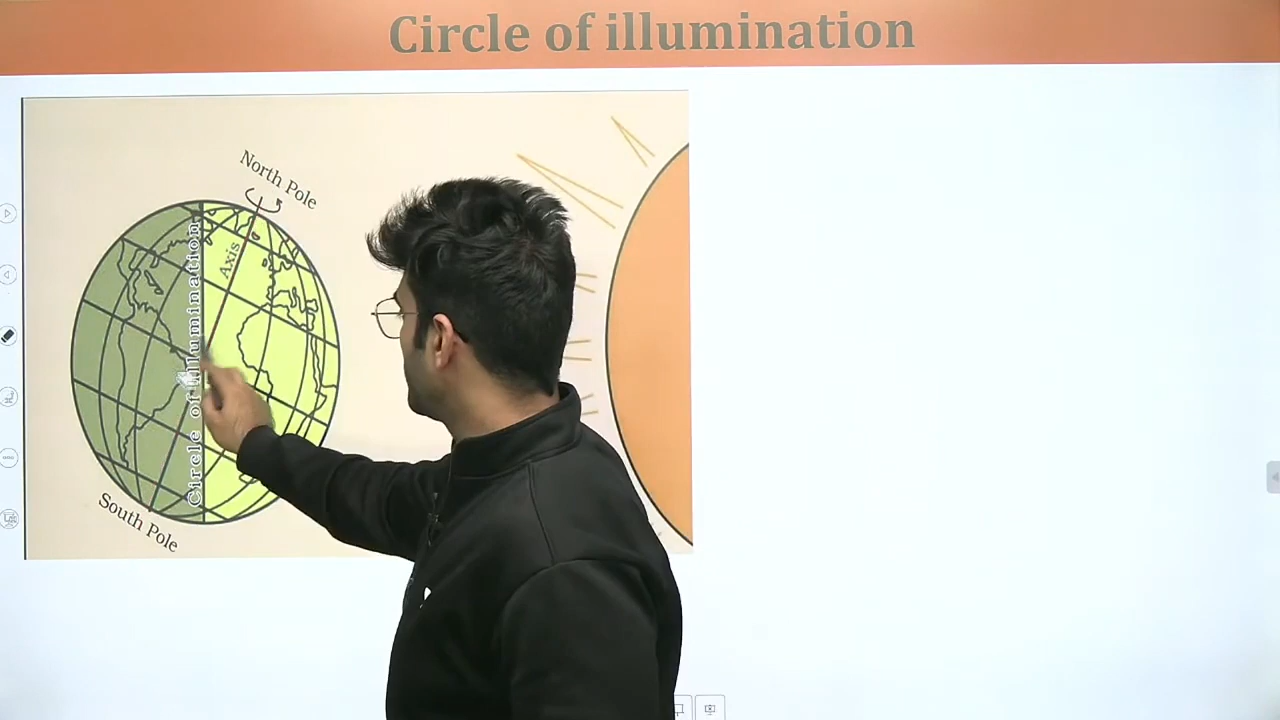 Circle of illumination
North Pole
Axis
Circle of illumination
South Pole